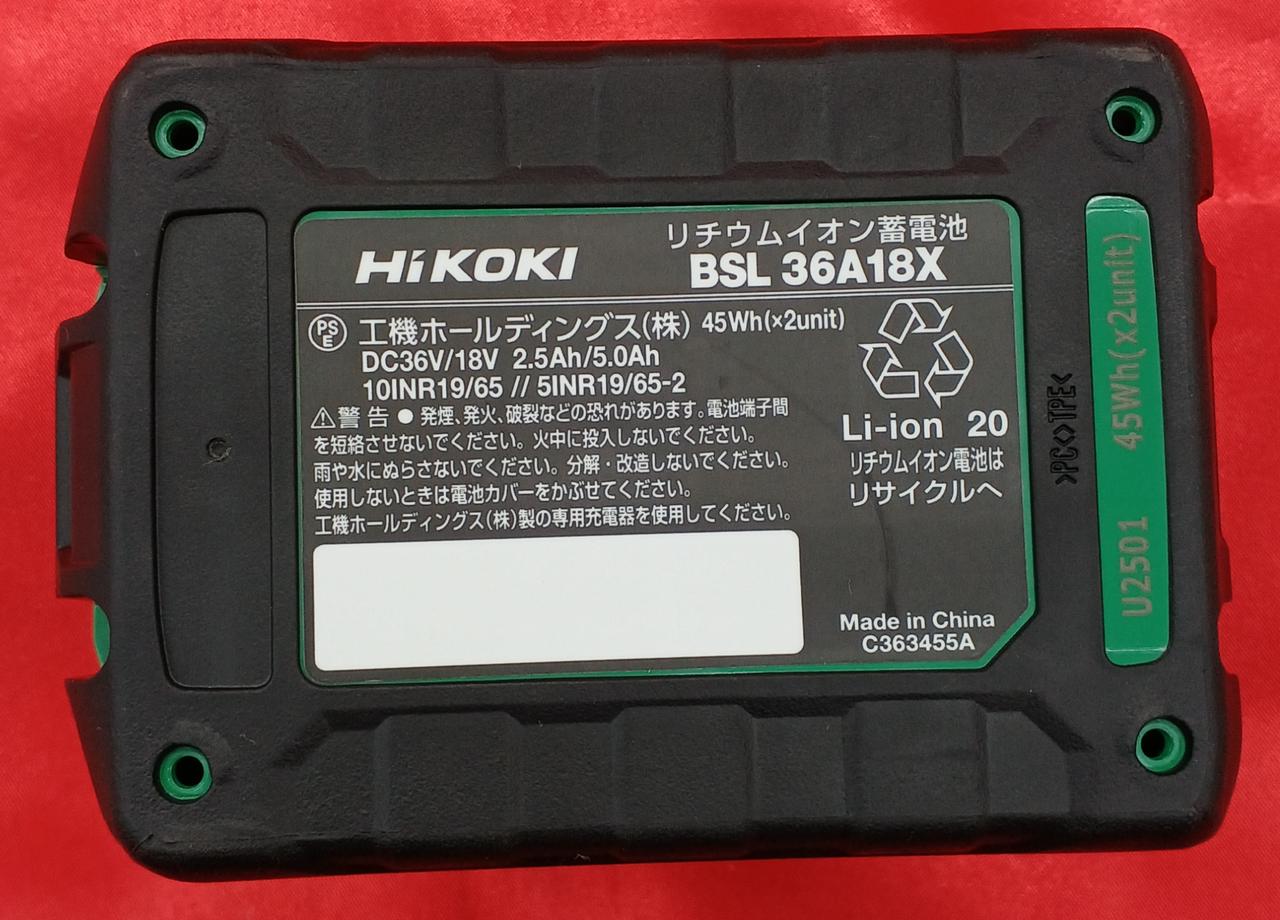 HiKOKI
リチウムイオン蓄電池
BSL 36A18X
PS
E
工機ホールディングス(株) 45Wh(×2unit)
DC36V/18V 2.5Ah/5.0Ah
10INR19/65 // 5INR19/65-2
⚠警告 ● 発煙、発火、破裂などの恐れがあります。電池端子間
を短絡させないでください。火中に投入しないでください。
雨や水にぬらさないでください。分解・改造しないでください。
使用しないときは電池カバーをかぶせてください。
工機ホールディングス(株)製の専用充電器を使用してください。
Li-ion 20
リチウムイオン電池は
リサイクルへ
Made in China
C363455A
>PC<>TPE<
U2501 45Wh(x2unit)